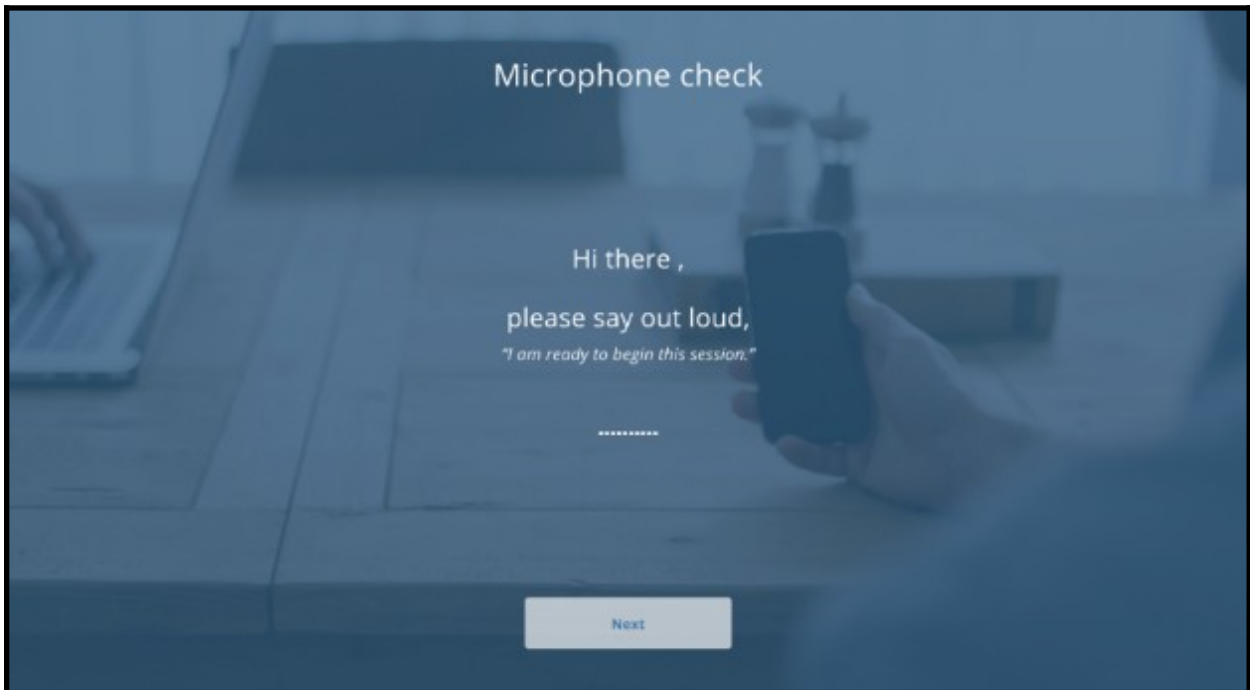 Microphone check
Hi there ,
please say out loud,
"I am ready to begin this session."
Next